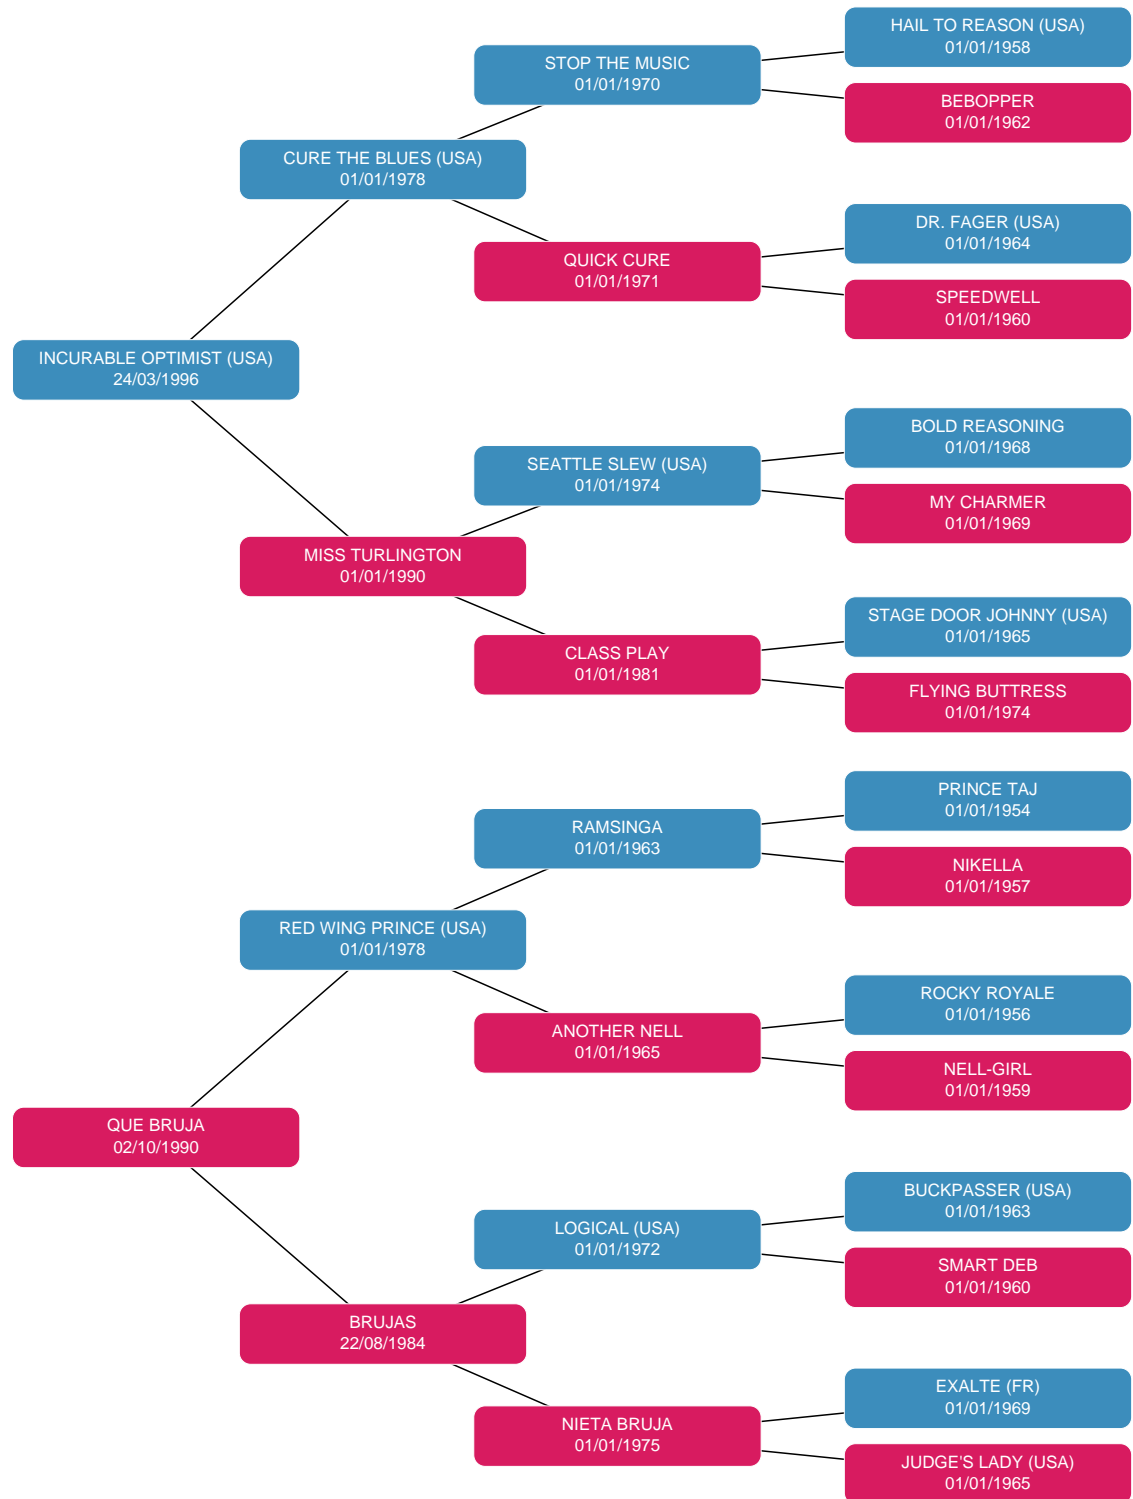 HAIL TO REASON (USA)
01/01/1958
STOP THE MUSIC
01/01/1970
BEBOPPER
01/01/1962
CURE THE BLUES (USA)
01/01/1978
DR. FAGER (USA)
01/01/1964
QUICK CURE
01/01/1971
SPEEDWELL
01/01/1960
INCURABLE OPTIMIST (USA)
24/03/1996
BOLD REASONING
01/01/1968
SEATTLE SLEW (USA)
01/01/1974
MY CHARMER
01/01/1969
MISS TURLINGTON
01/01/1990
STAGE DOOR JOHNNY (USA)
01/01/1965
CLASS PLAY
01/01/1981
FLYING BUTTRESS
01/01/1974
PRINCE TAJ
01/01/1954
RAMSINGA
01/01/1963
NIKELLA
01/01/1957
RED WING PRINCE (USA)
01/01/1978
ROCKY ROYALE
01/01/1956
ANOTHER NELL
01/01/1965
NELL-GIRL
01/01/1959
QUE BRUJA
02/10/1990
BUCKPASSER (USA)
01/01/1963
LOGICAL (USA)
01/01/1972
SMART DEB
01/01/1960
BRUJAS
22/08/1984
EXALTE (FR)
01/01/1969
NIETA BRUJA
01/01/1975
JUDGE'S LADY (USA)
01/01/1965